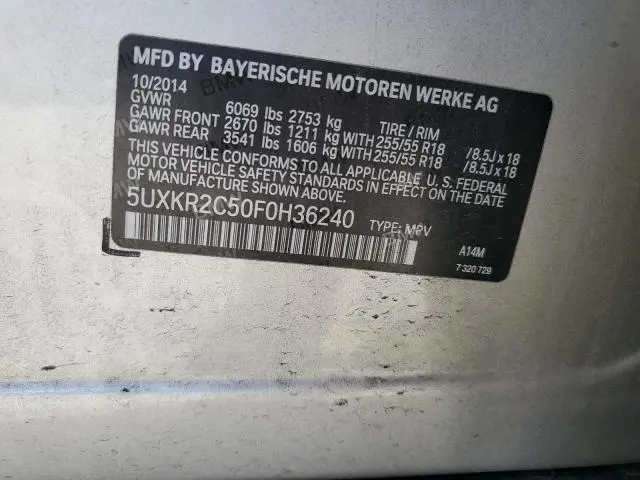 MFD BY BAYERISCHE MOTOREN WERKE AG
10/2014
GVWR 6069 lbs 2753 kg TIRE / RIM
GAWR FRONT 2670 lbs 1211 kg WITH 255/55 R18 /8.5J x 18
GAWR REAR 3541 lbs 1606 kg WITH 255/55 R18 /8.5J x 18
THIS VEHICLE CONFORMS TO ALL APPLICABLE U. S. FEDERAL
MOTOR VEHICLE SAFETY STANDARDS IN EFFECT ON THE
DATE OF MANUFACTURE SHOWN ABOVE.
5UXKR2C50F0H36240 TYPE: MPV
A14M
7 320 729